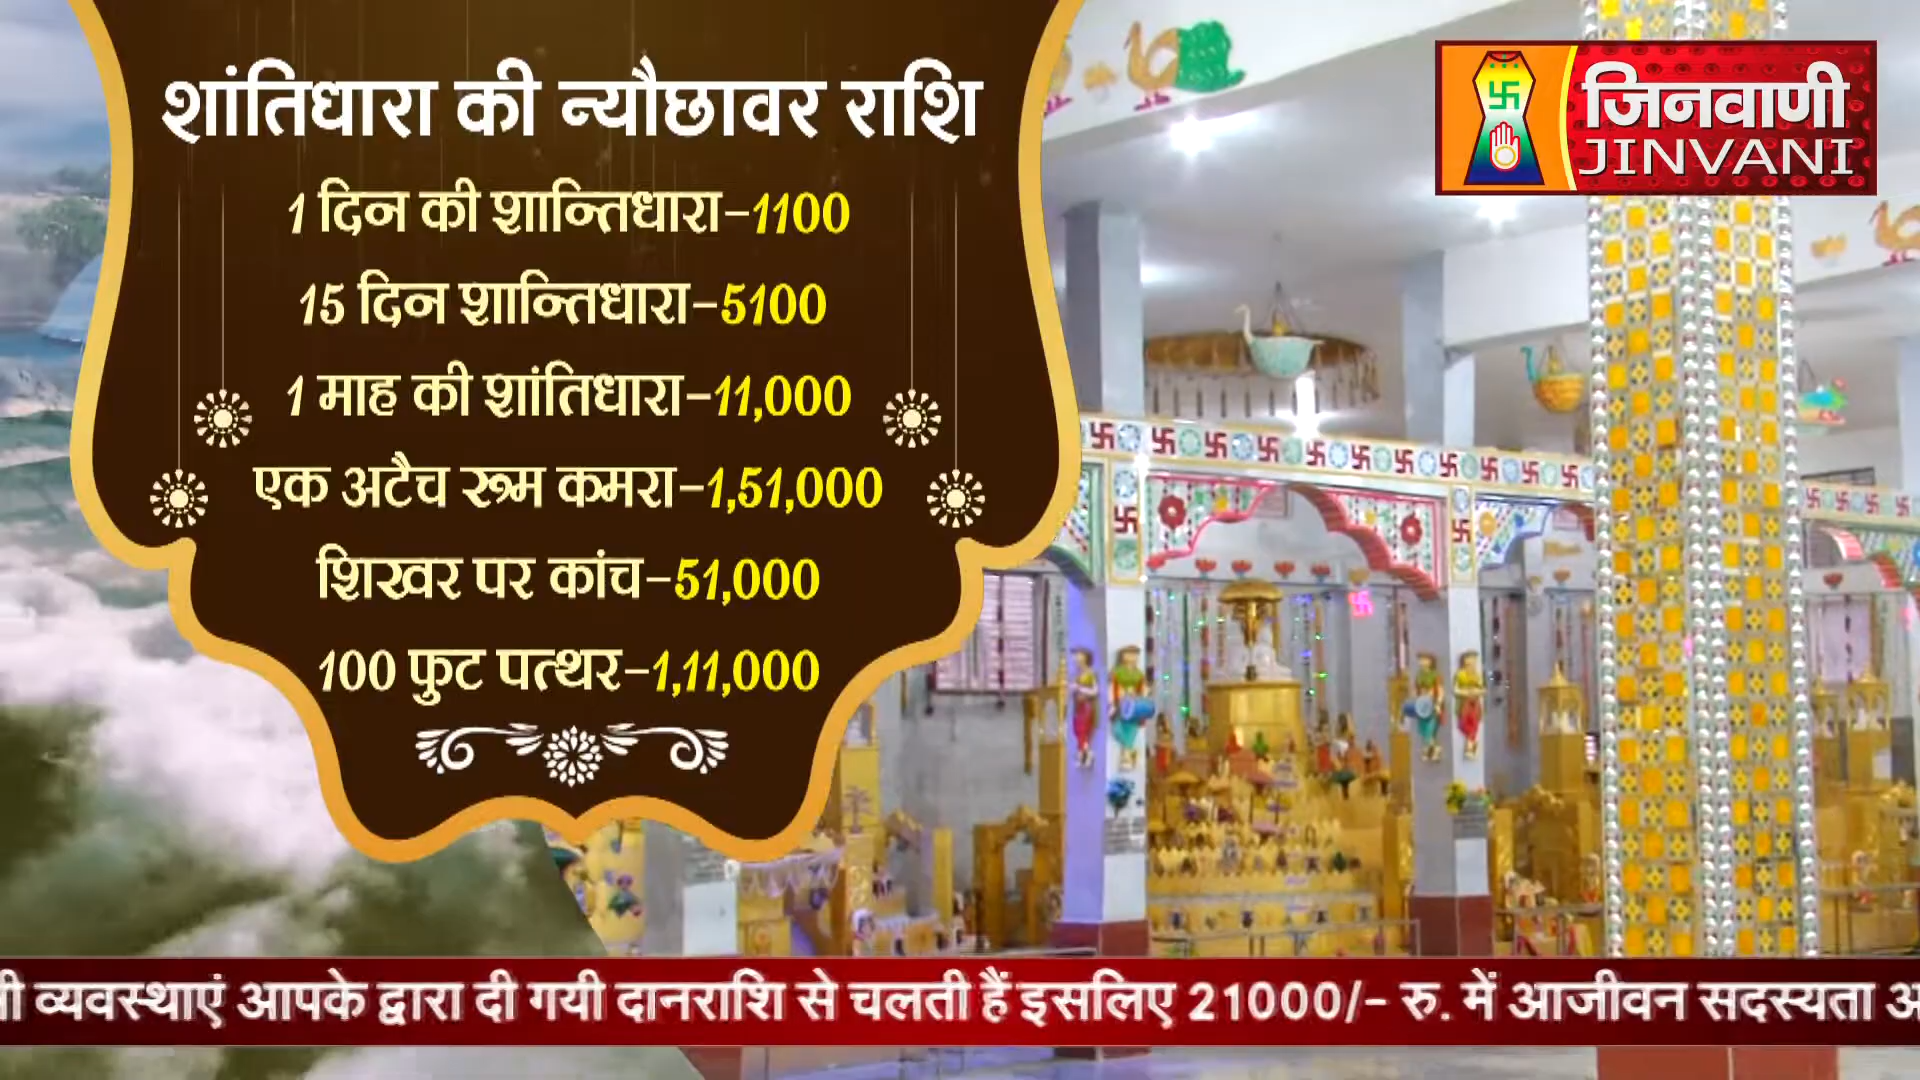 शांतिधारा की न्यौछावर राशि
1 दिन की शान्तिधारा-1100
15 दिन शान्तिधारा-5100
1 माह की शांतिधारा-11,000
एक अटैच रूम कमरा-1,51,000
शिखर पर कांच-51,000
100 फुट पत्थर-1,11,000
जिनवाणी
JINVANI
व्यवस्थाएं आपके द्वारा दी गयी दानराशि से चलती हैं इसलिए 21000/- रु. में आजीवन सदस्यता